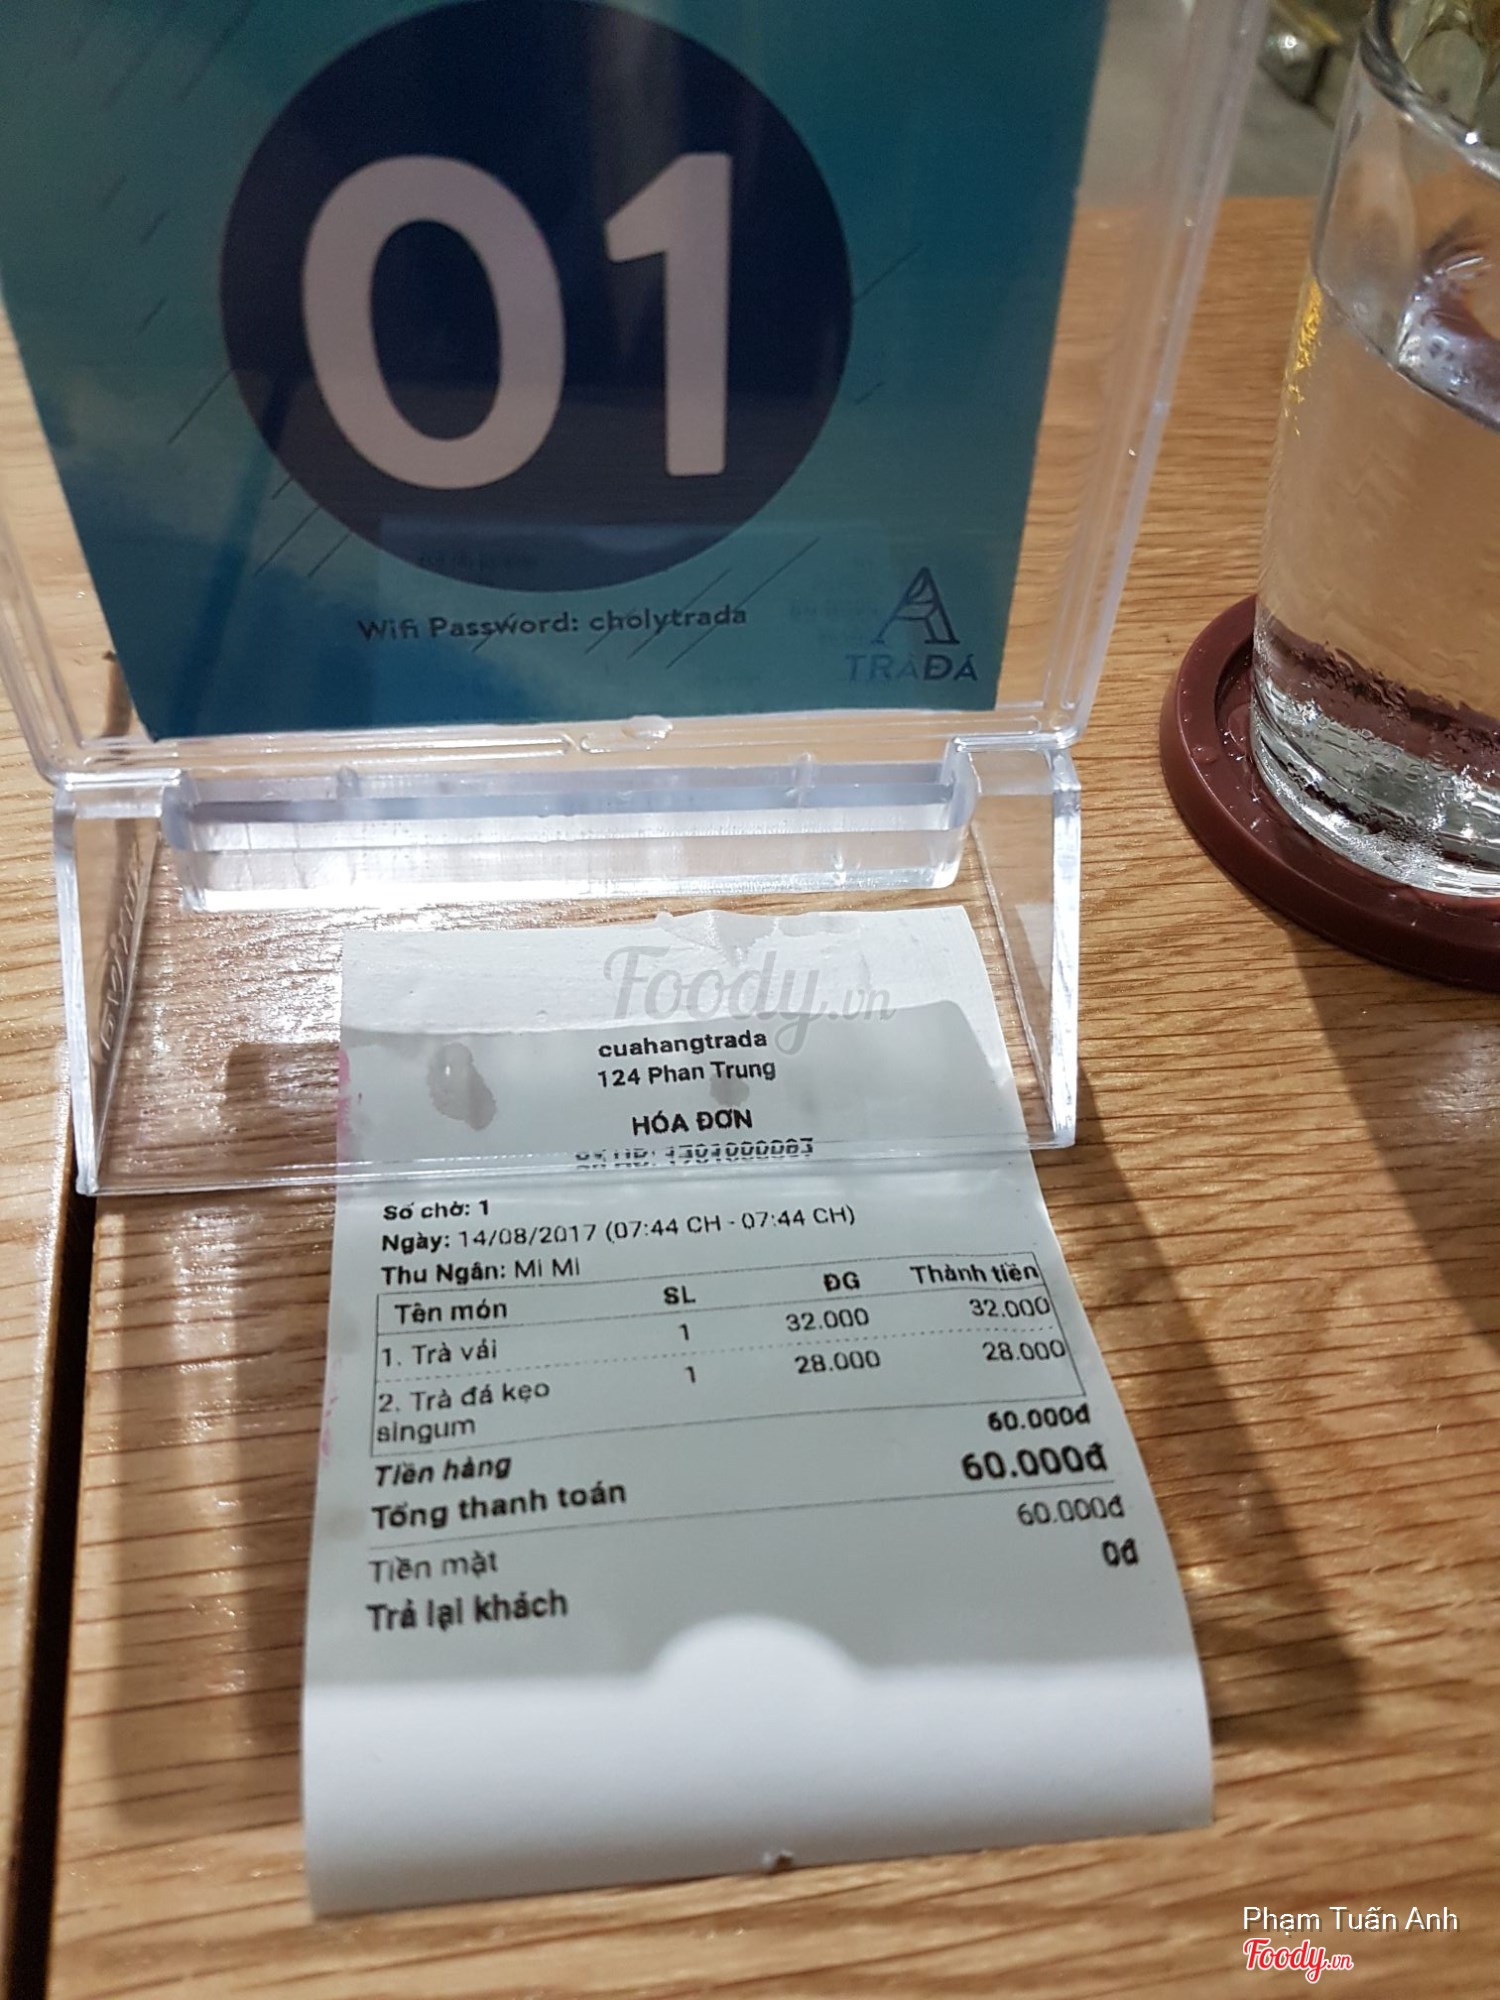 01
Wifi Password: cholytrada
TRÀĐÁ
Foody.vn
cuahangtrada
124 Phan Trung
HÓA ĐƠN
Số chờ: 1
Ngày: 14/08/2017 (07:44 CH - 07:44 CH)
Thu Ngân: Mi Mi
Tên món SL ĐG Thành tiền
1. Trà vải 1 32.000 32.000
2. Trà đá kẹo 1 28.000 28.000
singum
Tiền hàng 60.000đ
Tổng thanh toán 60.000đ
Tiền mặt 60.000đ
Trả lại khách 0đ
Phạm Tuấn Anh
Foody.vn